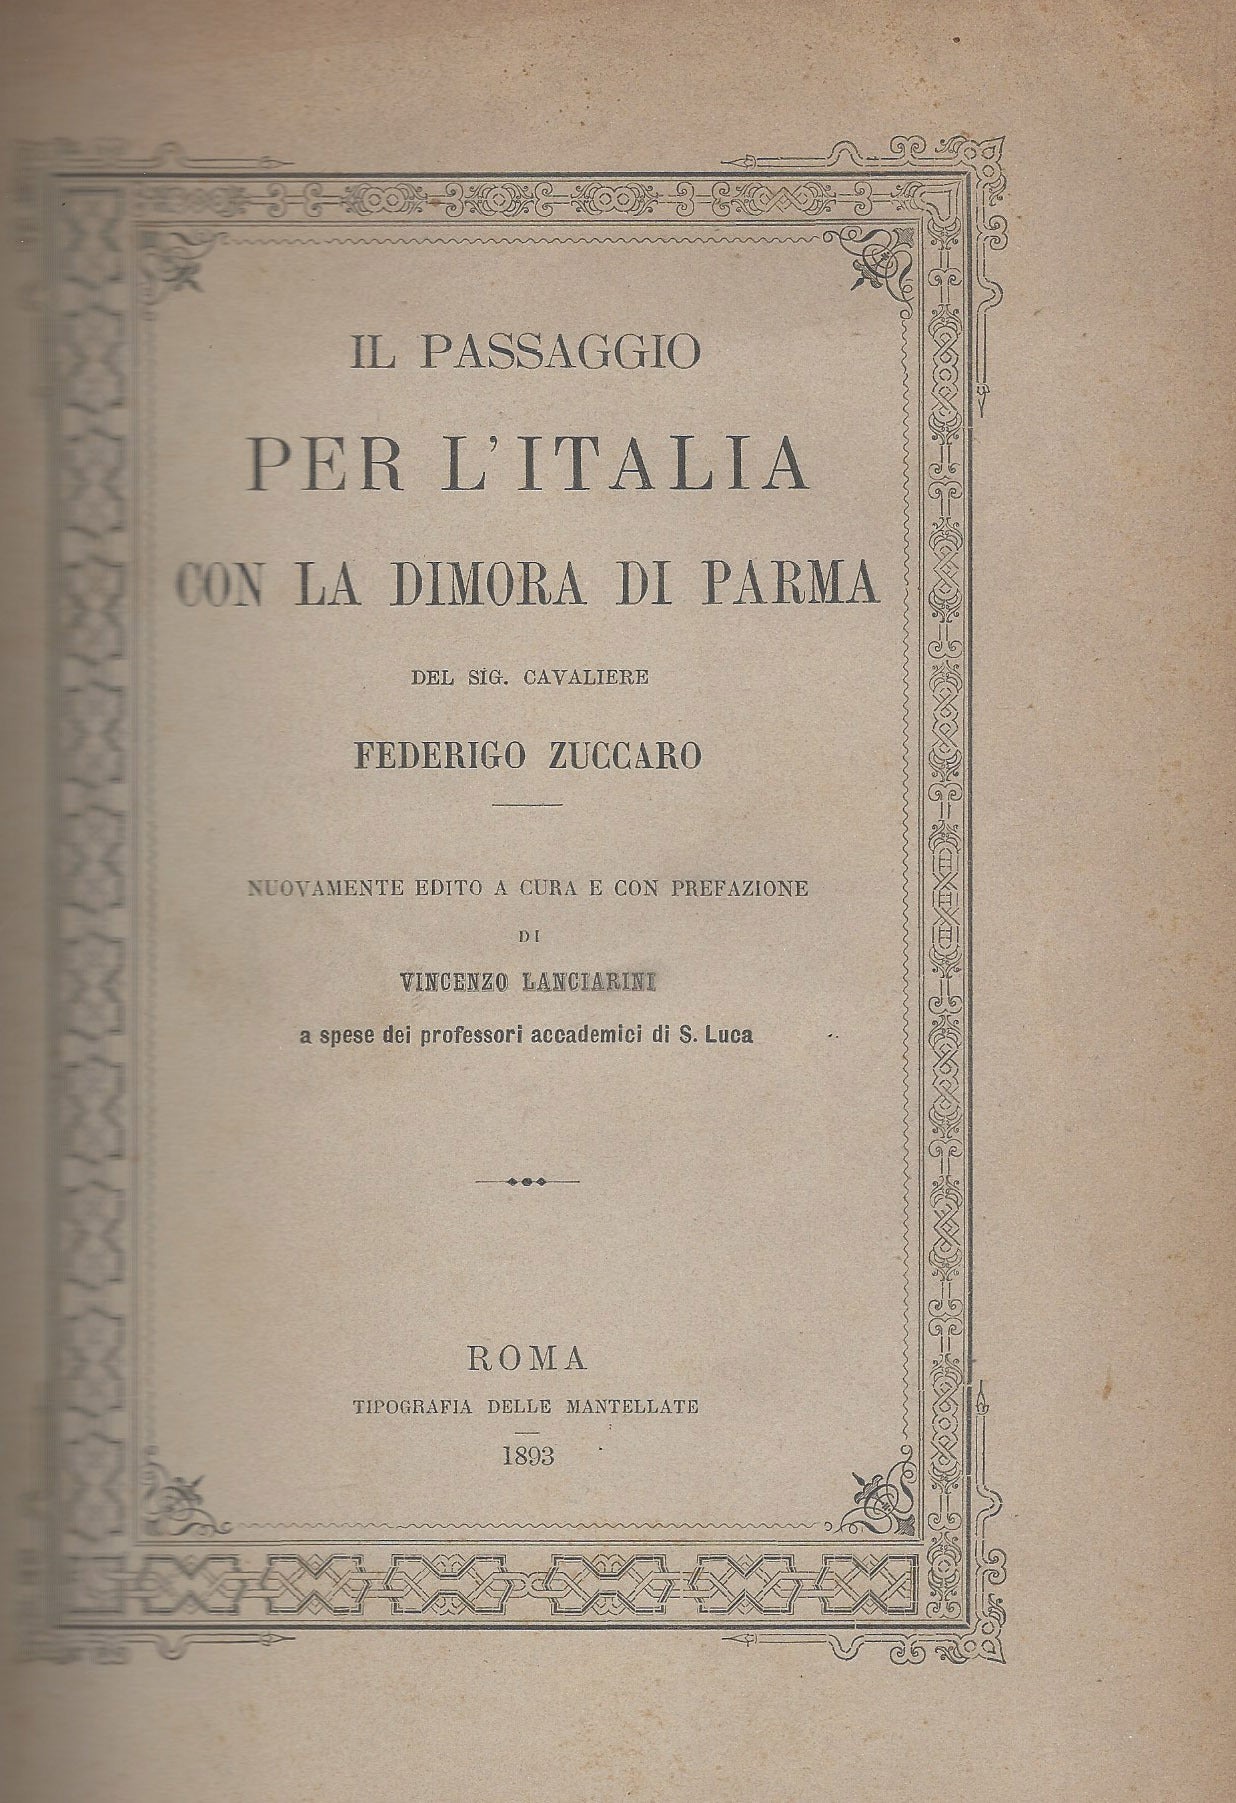 IL PASSAGGIO
PER L'ITALIA
CON LA DIMORA DI PARMA
DEL SIG. CAVALIERE
FEDERIGO ZUCCARO
NUOVAMENTE EDITO A CURA E CON PREFAZIONE
DI
VINCENZO LANCIARINI
a spese dei professori accademici di S. Luca
ROMA
TIPOGRAFIA DELLE MANTELLATE
1893